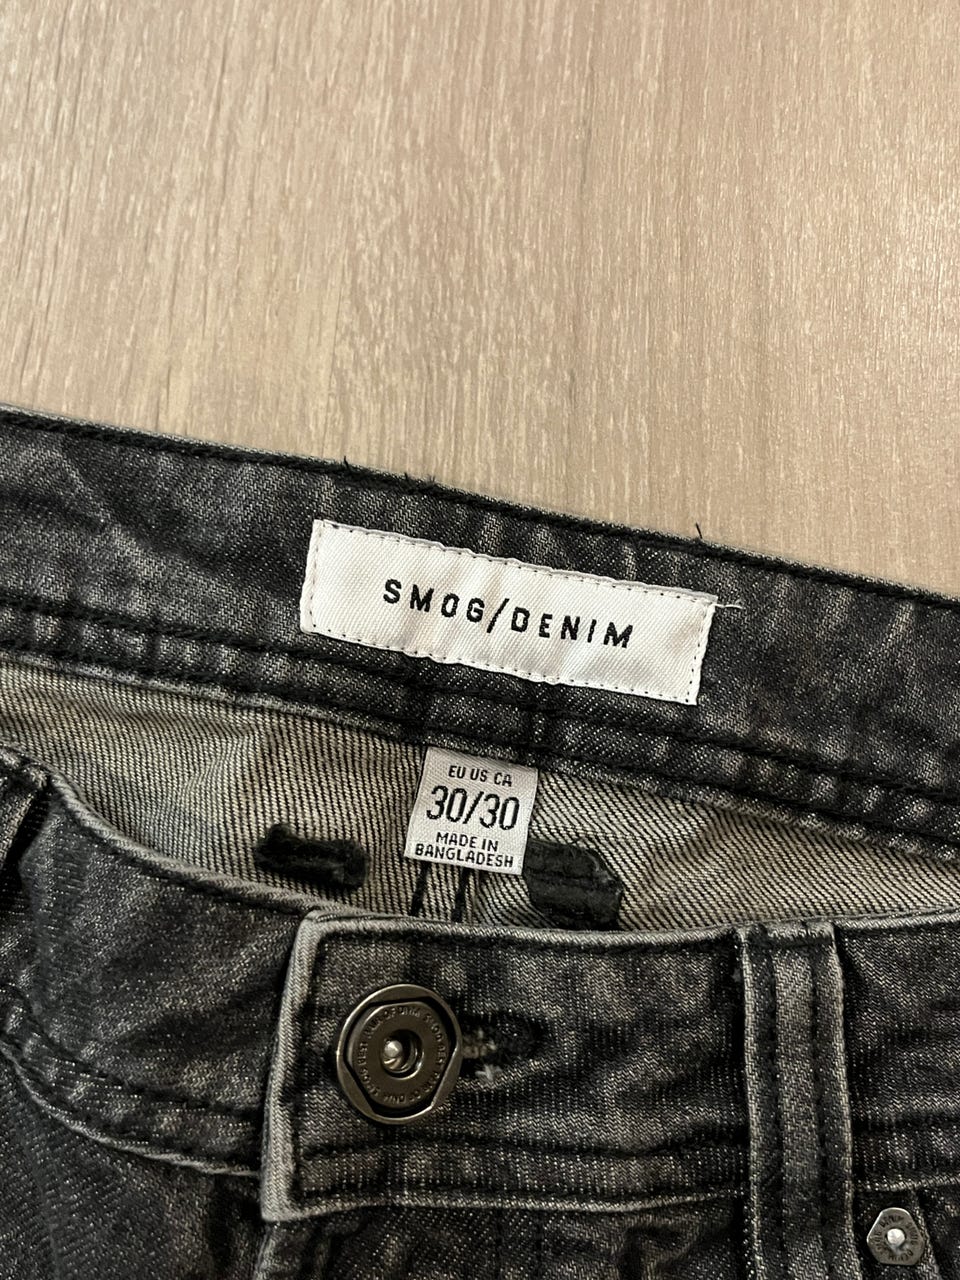 SMOG/DENIM
EU US CA
30/30
MADE IN
BANGLADESH